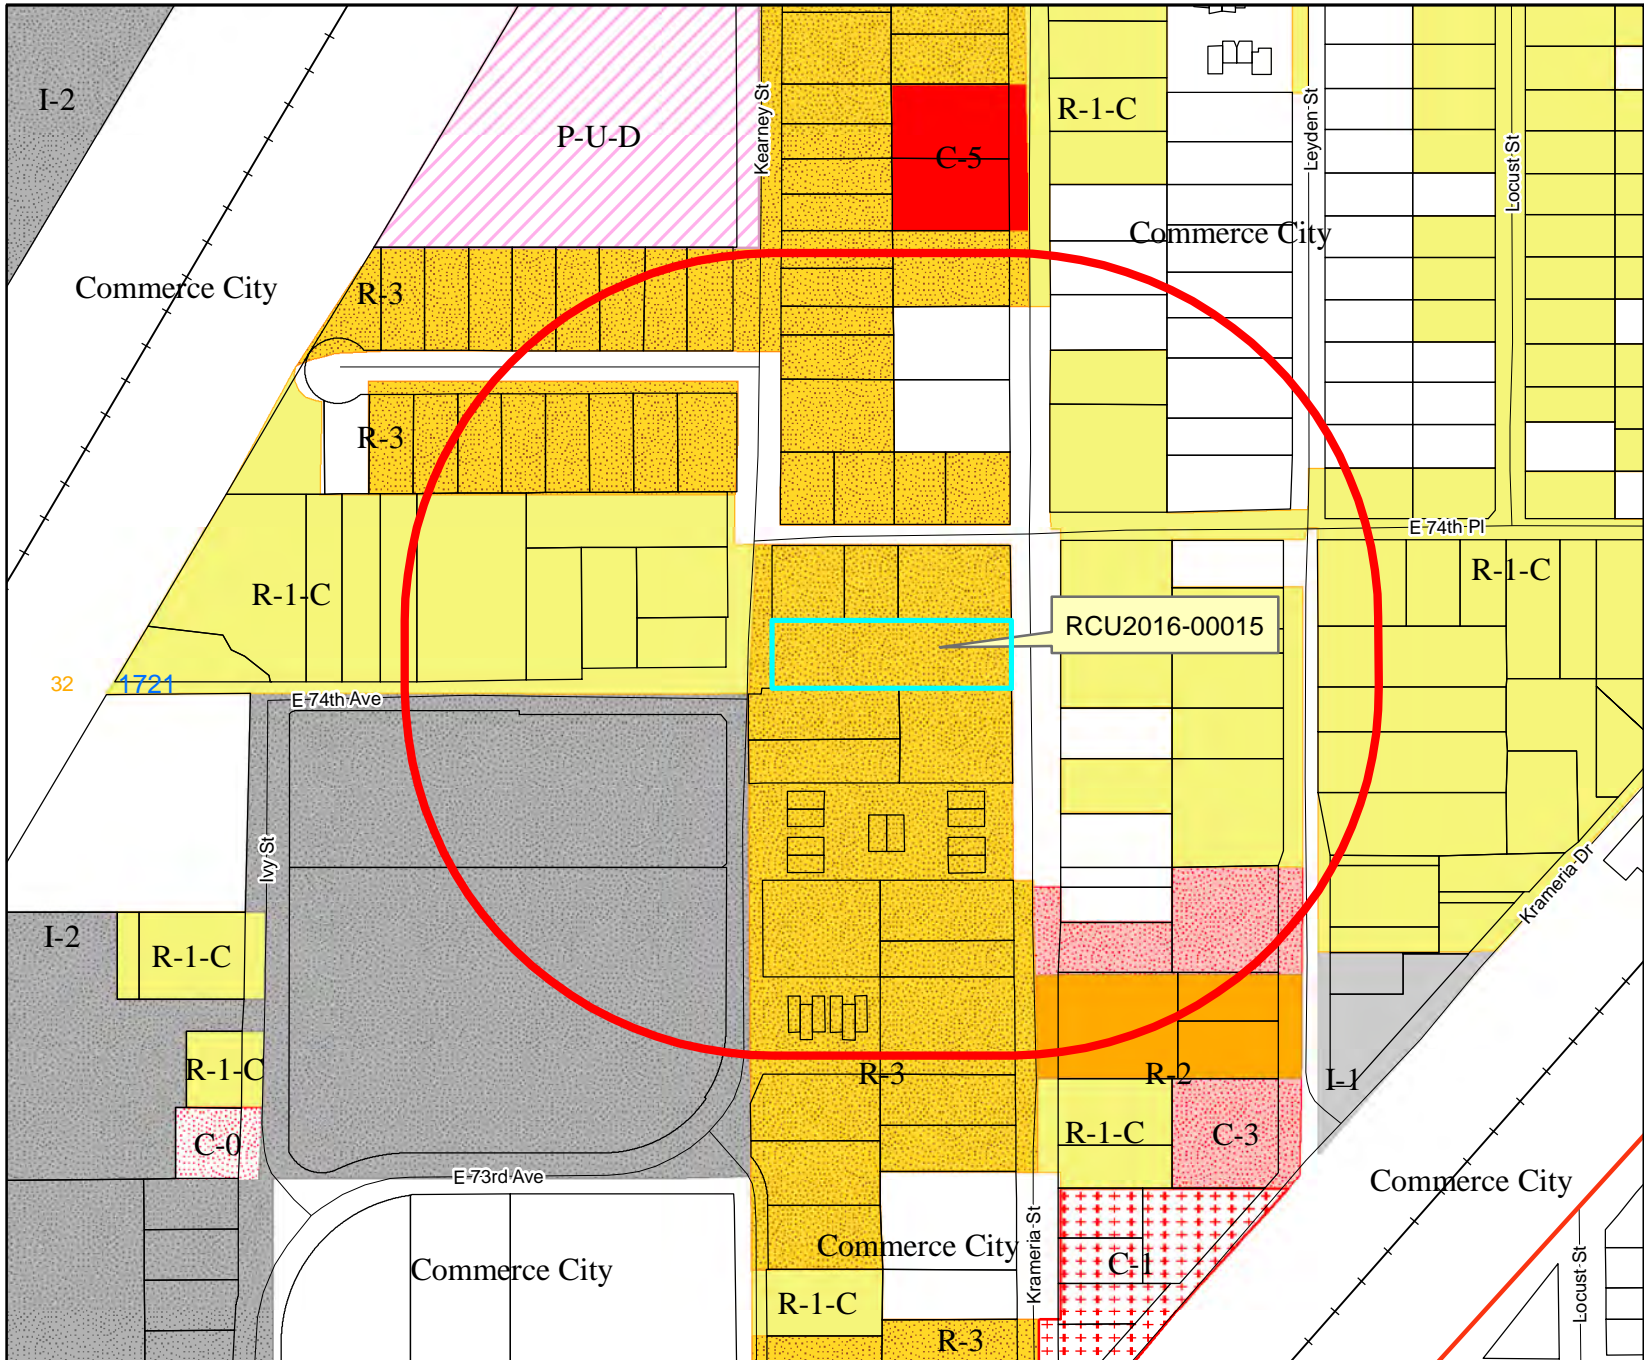 I-2
P-U-D
Kearney St
C-5
R-1-C
Leyden St
Locust St
Commerce City
Commerce City
R-3
R-3
E 74th Pl
R-1-C
R-1-C
RCU2016-00015
32
1721
E 74th Ave
Ivy St
Krameria Dr
I-2
R-1-C
R-1-C
R-3
R-2
I-1
C-0
R-1-C
C-3
E 73rd Ave
Commerce City
Krameria St
Commerce City
Commerce City
C-1
Locust St
R-1-C
R-3